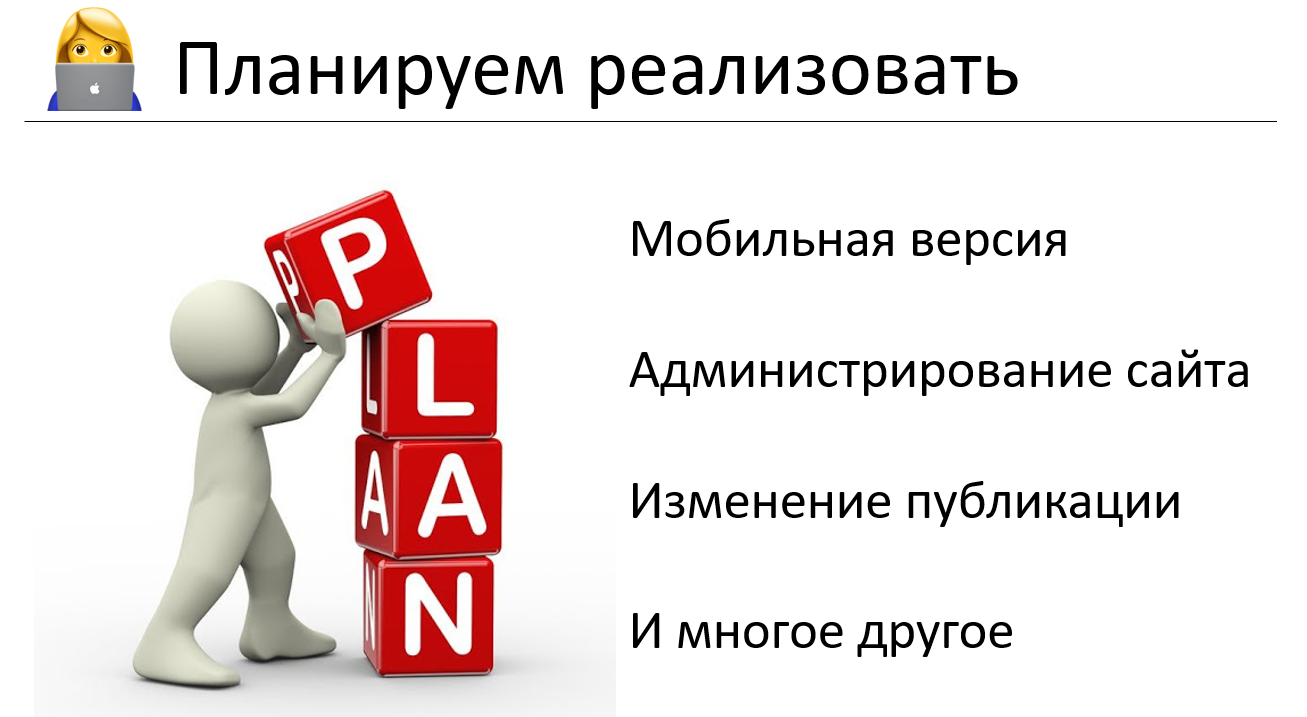 Планируем реализовать
P
P
L
L
A
A
N
N
Мобильная версия
Администрирование сайта
Изменение публикации
И многое другое